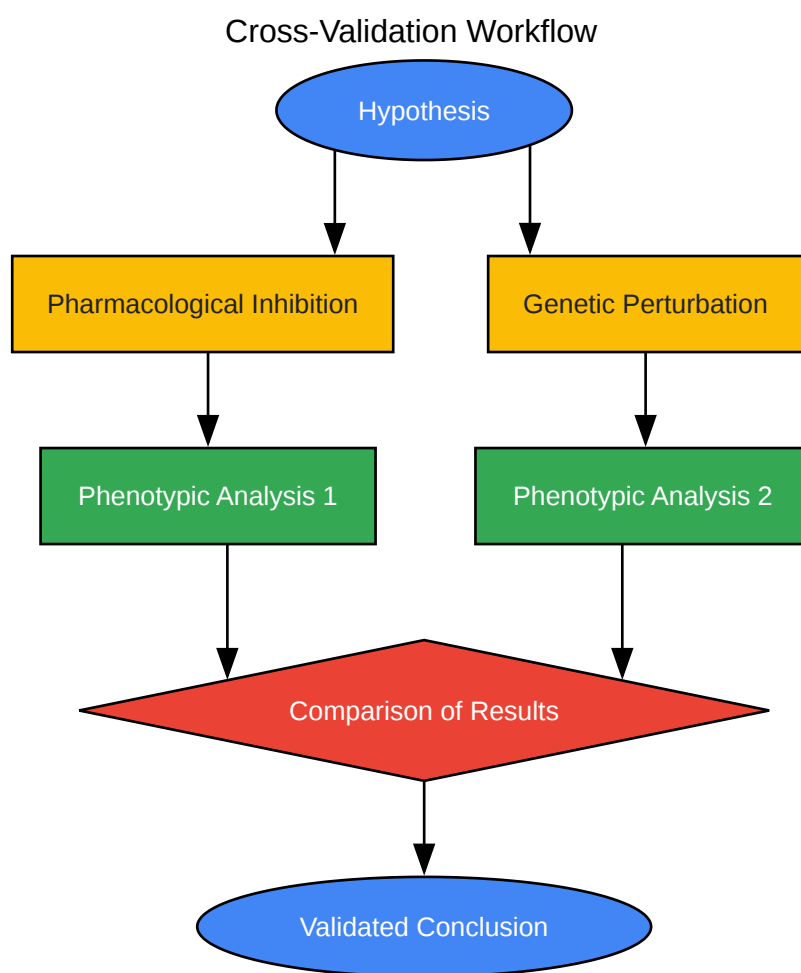 Cross-Validation Workflow
Hypothesis
Pharmacological Inhibition
Genetic Perturbation
Phenotypic Analysis 1
Phenotypic Analysis 2
Comparison of Results
Validated Conclusion